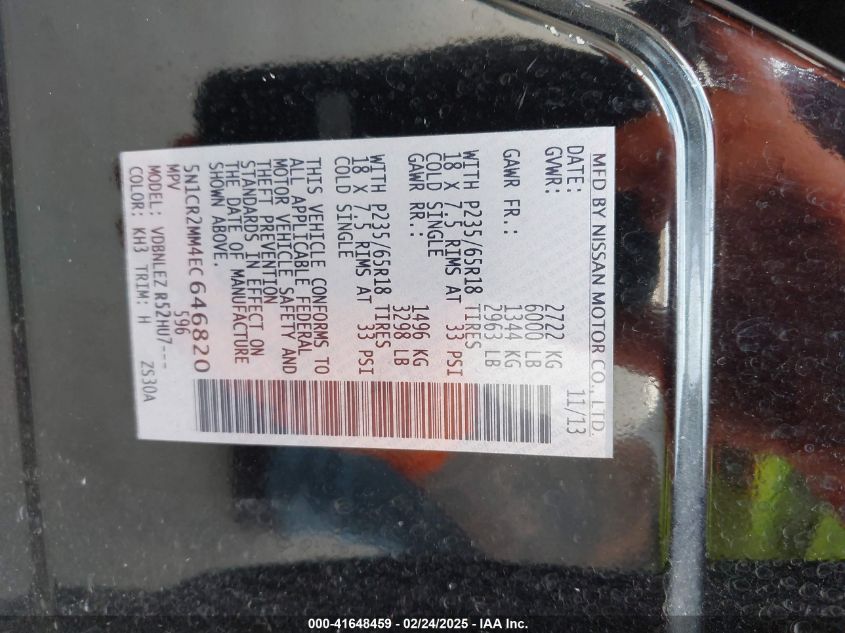 MFD BY NISSAN MOTOR CO., LTD.
DATE: 11/13
GVWR: 2722 KG
6000 LB
GAWR FR.: 1344 KG
2963 LB
WITH P235/65R18 TIRES
18 X 7.5 RIMS AT 33 PSI
COLD SINGLE
GAWR RR.: 1496 KG
3298 LB
WITH P235/65R18 TIRES
18 X 7.5 RIMS AT 33 PSI
COLD SINGLE
THIS VEHICLE CONFORMS TO
ALL APPLICABLE FEDERAL
MOTOR VEHICLE SAFETY AND
THEFT PREVENTION
STANDARDS IN EFFECT ON
THE DATE OF MANUFACTURE
SHOWN ABOVE.
5N1CR2MM4EC646820
MPV 596
MODEL: VDBNLEZ R52HU7---
COLOR: KH3 TRIM: H ZS30A
000-41648459 - 02/24/2025 - IAA Inc.